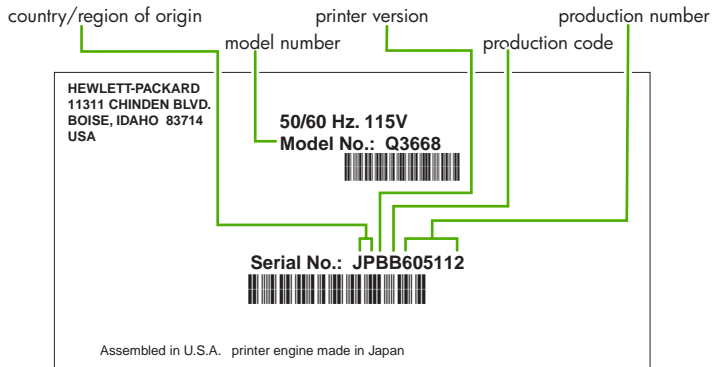 country/region of origin
printer version
production number
model number
production code
HEWLETT-PACKARD
11311 CHINDEN BLVD.
BOISE, IDAHO 83714
USA
50/60 Hz. 115V
Model No.: Q3668
Serial No.: JPBB605112
Assembled in U.S.A. printer engine made in Japan